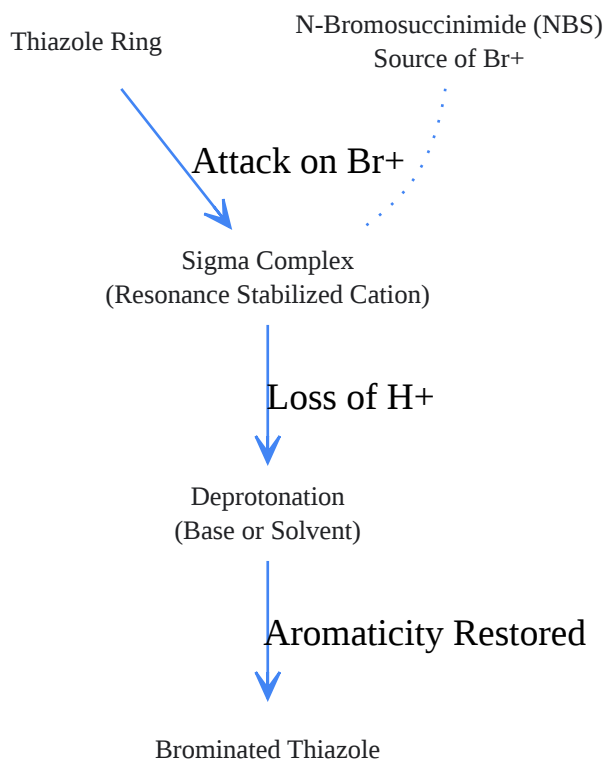 Thiazole Ring
N-Bromosuccinimide (NBS)
Source of Br+
Attack on Br+
Sigma Complex
(Resonance Stabilized Cation)
Loss of H+
Deprotonation
(Base or Solvent)
Aromaticity Restored
Brominated Thiazole